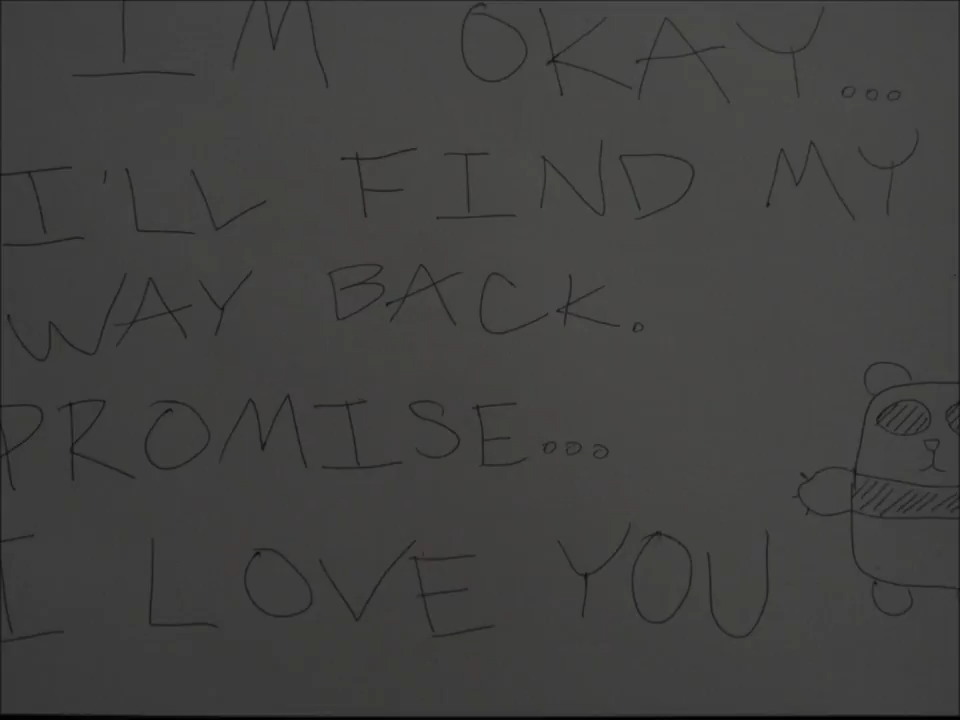 I'M OKAY...
I'LL FIND MY
WAY BACK.
PROMISE...
I LOVE YOU